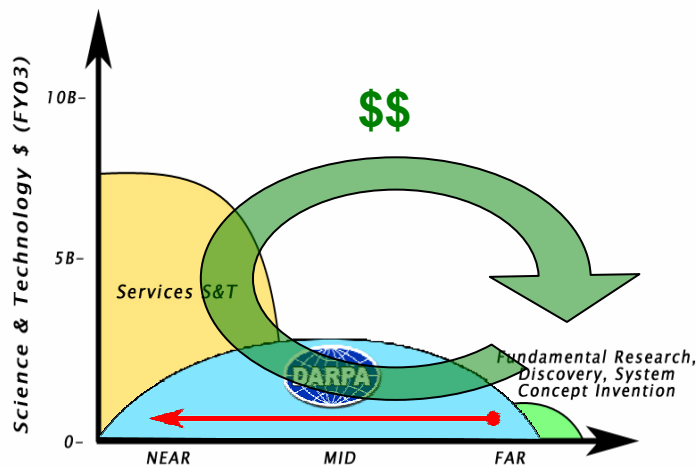 $$
Science & Technology $ (FY03)
10B-
5B-
0-
Services S&T
DARPA
Fundamental Research,
Discovery, System
Concept Invention
NEAR MID FAR